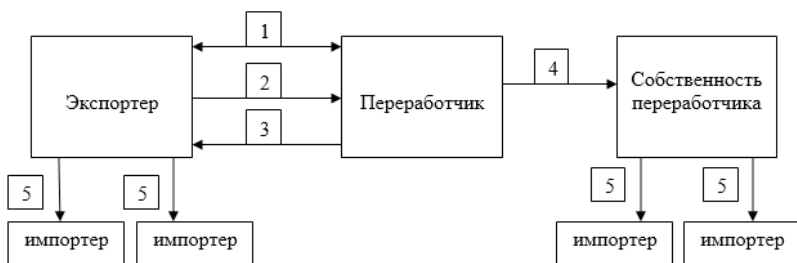 1
2
3
4
Экспортер
Переработчик
Собственность
переработчика
5
5
5
5
импортер
импортер
импортер
импортер